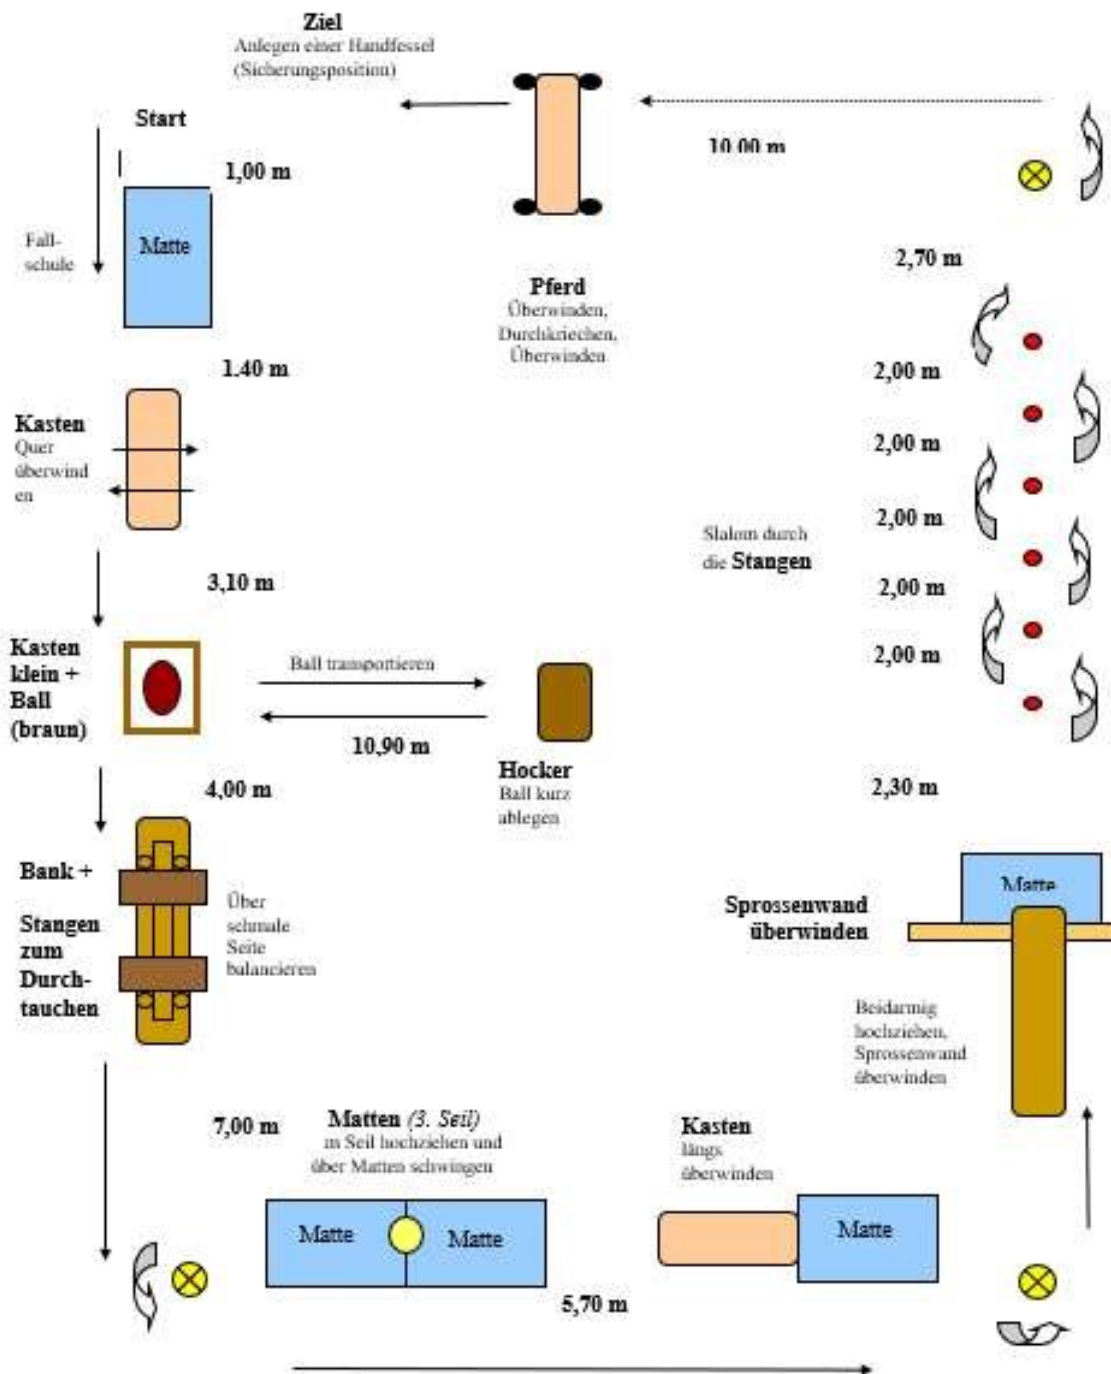 Ziel
Anlegen einer Handfessel
(Sicherungsposition)
Start
1,00 m
10.00 m
Fall-
schule
Matte
2,70 m
Pferd
Überwinden,
Durchkriechen,
Überwinden
1,40 m
2,00 m
Kasten
Quer
überwind
en
2,00 m
2,00 m
Slalom durch
die Stangen
2,00 m
3,10 m
2,00 m
Kasten
klein +
Ball
(braun)
Ball transportieren
10,90 m
Hocker
Ball kurz
ablegen
4,00 m
2,30 m
Bank +
Stangen
zum
Durch-
tauchen
Über
schmale
Seite
balancieren
Matte
Sprossenwand
überwinden
Beidarmig
hochziehen,
Sprossenwand
überwinden
7,00 m
Matten (3. Seil)
m Seil hochziehen und
über Matten schwingen
Kasten
längs
überwinden
Matte
Matte
Matte
5,70 m